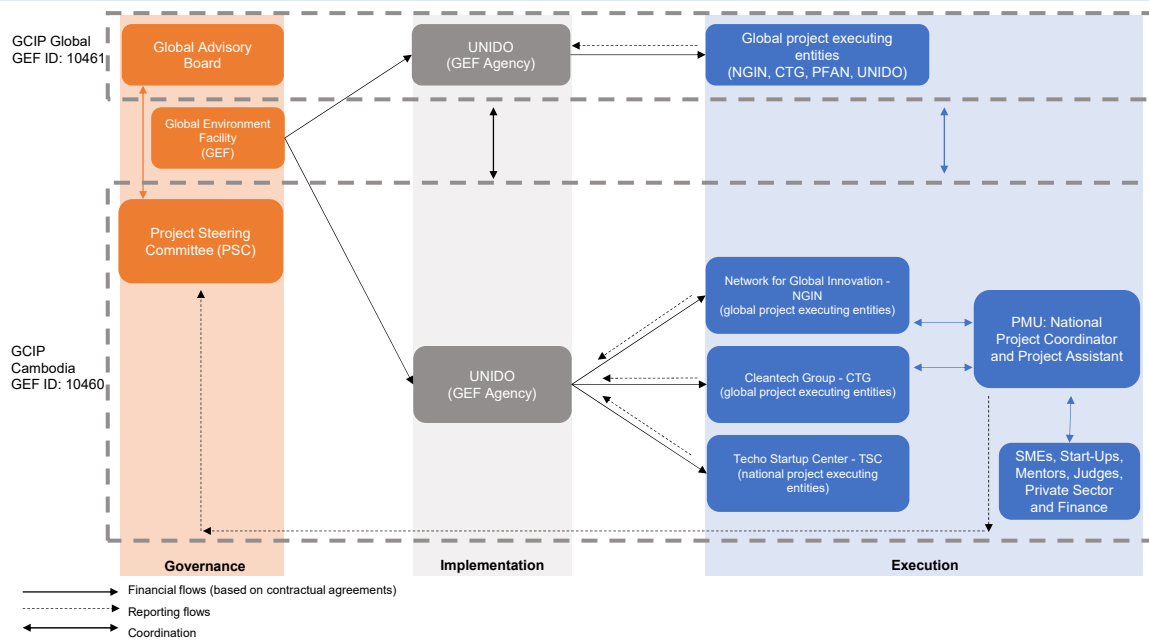 GCIP Global
GEF ID: 10461
Global Advisory
Board
UNIDO
(GEF Agency)
Global project executing
entities
(NGIN, CTG, PFAN, UNIDO)
Global Environment
Facility
(GEF)
Project Steering
Committee (PSC)
GCIP
Cambodia
GEF ID: 10460
UNIDO
(GEF Agency)
Network for Global Innovation -
NGIN
(global project executing entities)
Cleantech Group - CTG
(global project executing entities)
Techo Startup Center - TSC
(national project executing
entities)
PMU: National
Project Coordinator
and Project Assistant
SMEs, Start-Ups,
Mentors, Judges,
Private Sector
and Finance
Governance
Implementation
Execution
Financial flows (based on contractual agreements)
Reporting flows
Coordination